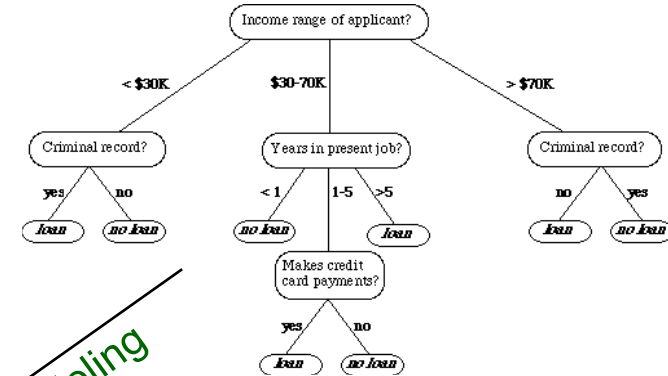 Income range of applicant?
< $30K
$30-70K
> $70K
Criminal record?
Years in present job?
Criminal record?
yes
no
< 1
1-5
>5
no
yes
loan
no loan
no loan
loan
loan
no loan
Makes credit
card payments?
yes
no
loan
no loan